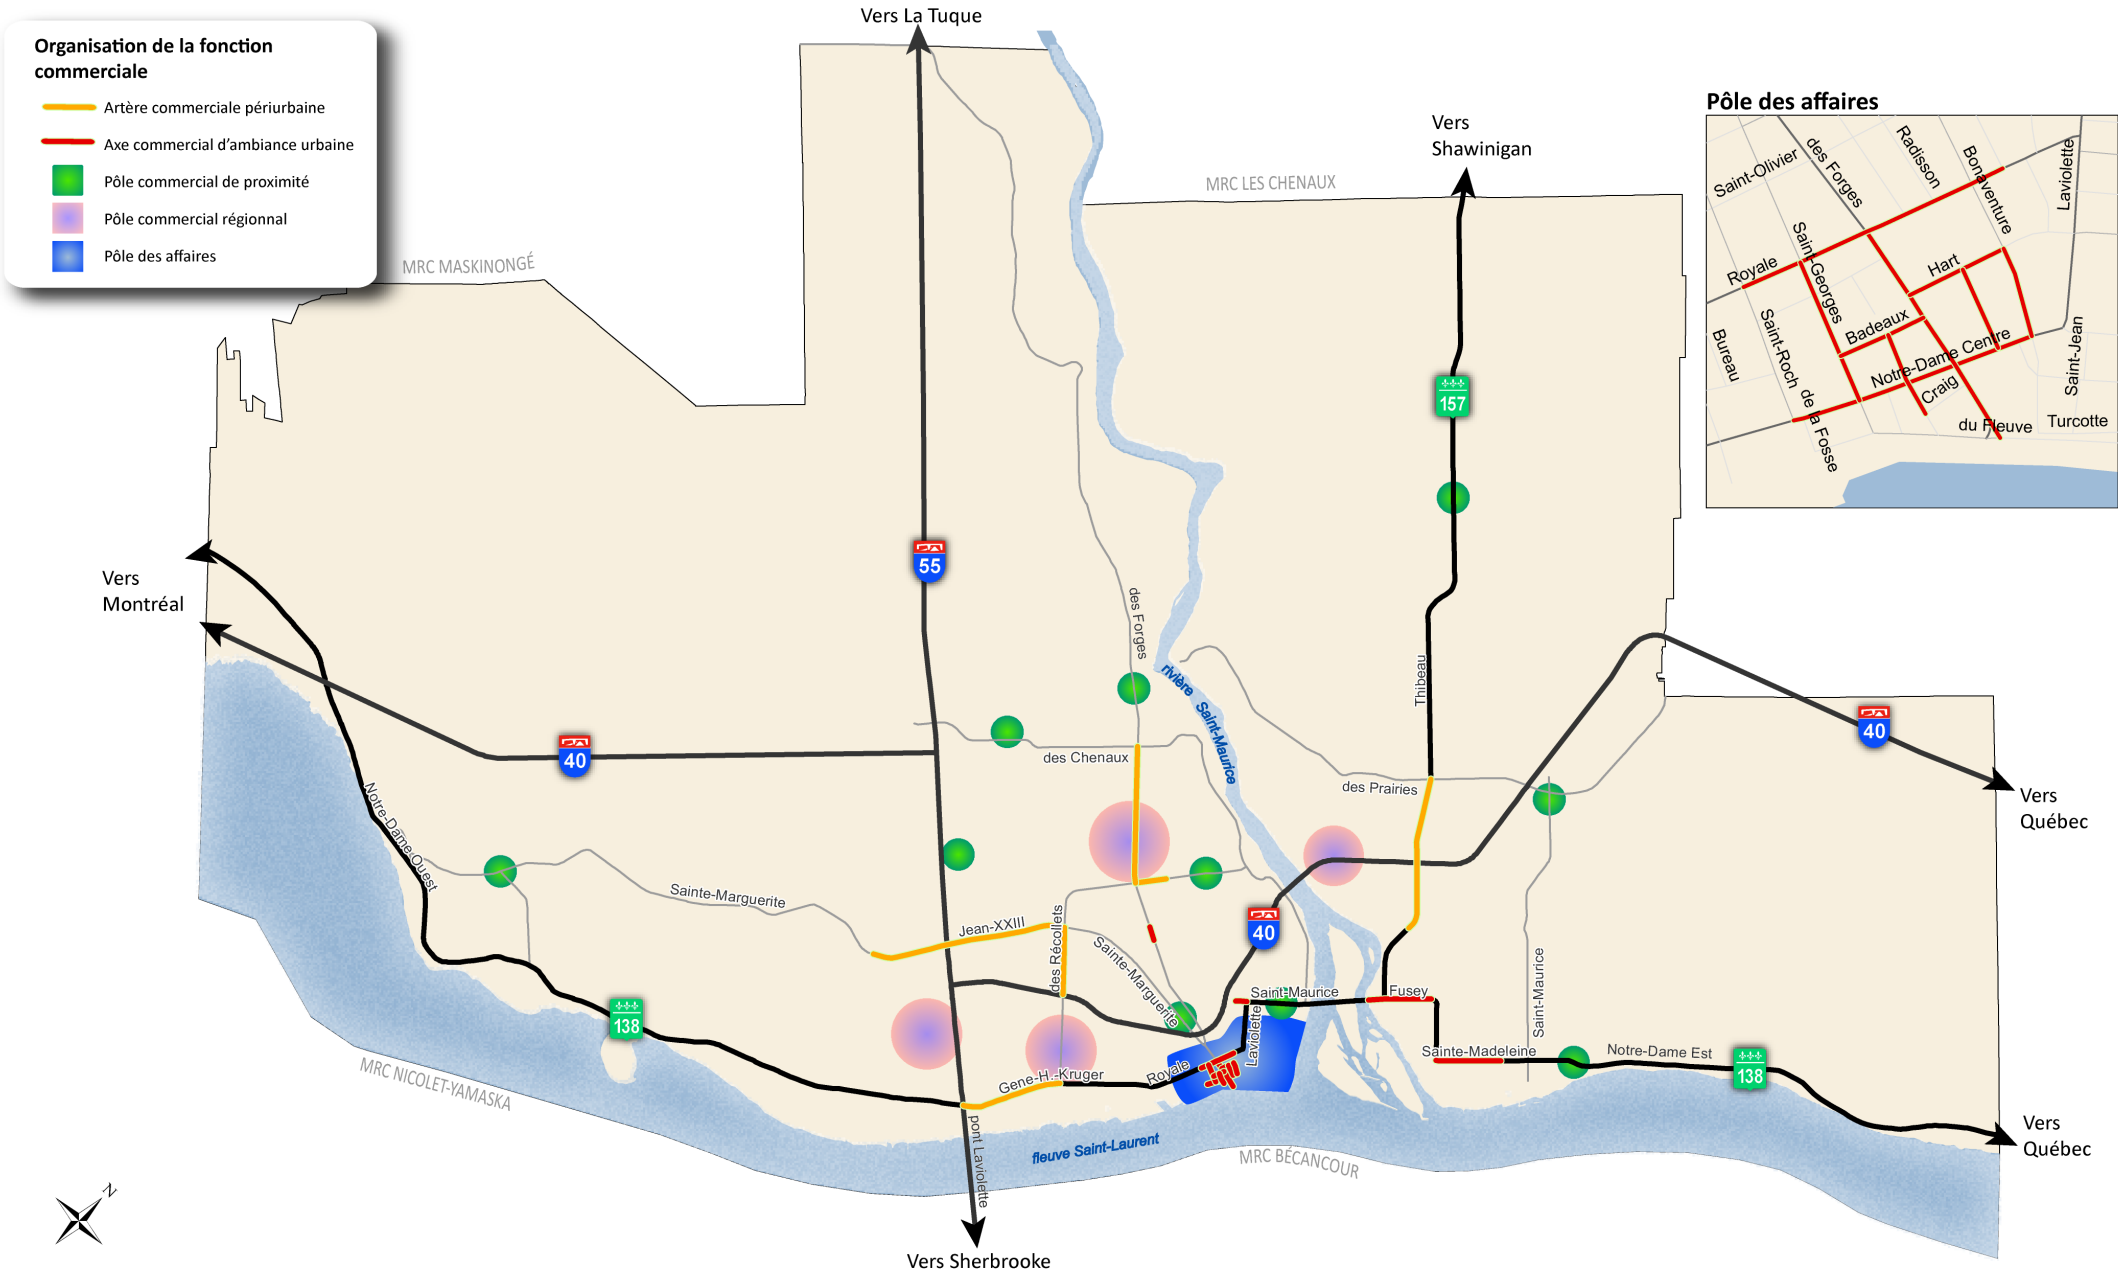 Vers La Tuque
Organisation de la fonction
commerciale
Artère commerciale périurbaine
Axe commercial d'ambiance urbaine
Pôle commercial de proximité
Pôle commercial régionnal
Pôle des affaires
Pôle des affaires
Saint-Olivier
des Forges
Radisson
Bonaventure
Laviolette
Royale
Saint-Georges
Hart
Badeaux
Notre-Dame Centre
Craig
Bureau
Saint-Roch
de la Fosse
Saint-Jean
du Fleuve
Turcotte
Vers
Shawinigan
MRC LES CHENAUX
MRC MASKINONGÉ
157
55
Vers
Montréal
des Forges
Thibeau
rivière
Saint-Maurice
40
40
des Chenaux
des Prairies
Vers
Québec
Notre-Dame Ouest
Sainte-Marguerite
Jean-XXIII
des Récollets
Sainte-Marguerite
40
Saint-Maurice
Fusey
Saint-Maurice
Laviolette
138
Sainte-Madeleine
Notre-Dame Est
138
Gene-H.-Kruger
Royale
MRC NICOLET-YAMASKA
pont Laviolette
fleuve Saint-Laurent
MRC BÉCANCOUR
Vers
Québec
N
Vers Sherbrooke